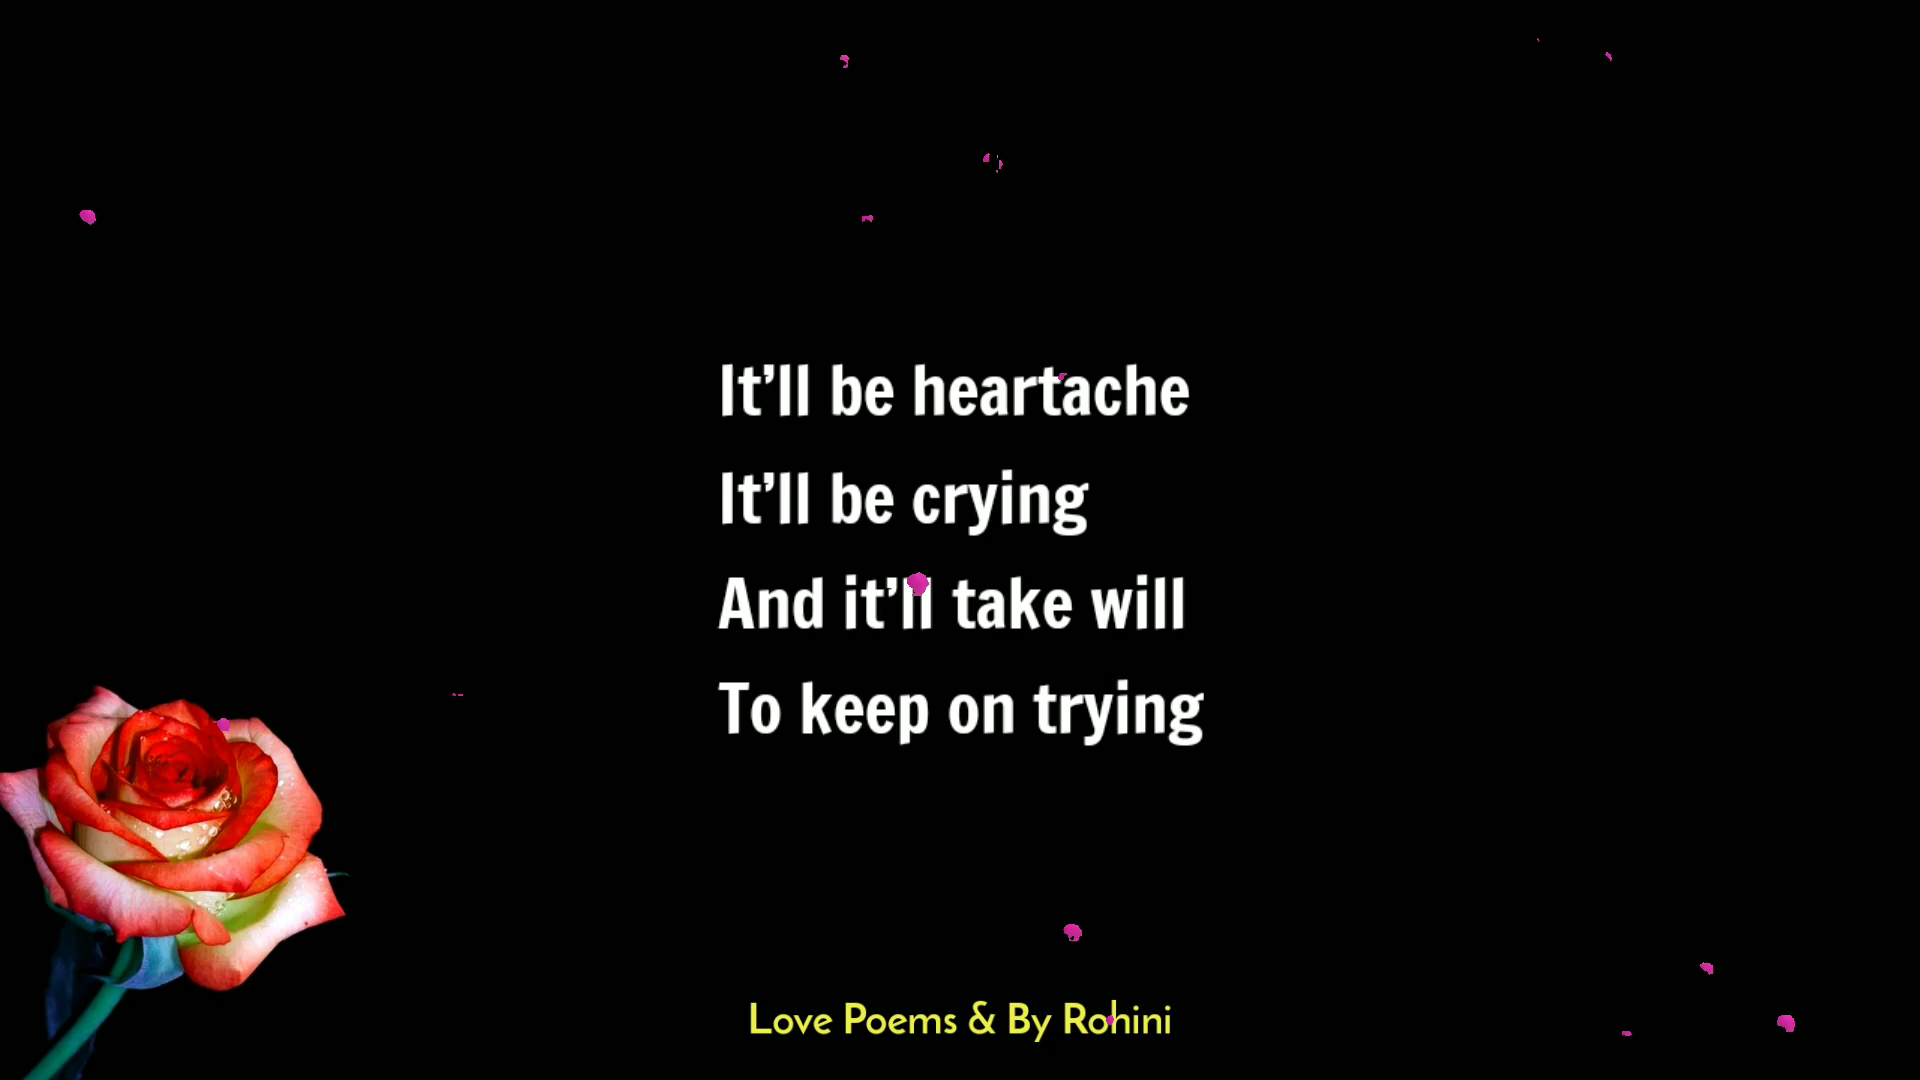 It’ll be heartache
It’ll be crying
And it’ll take will
To keep on trying
Love Poems & By Rohini